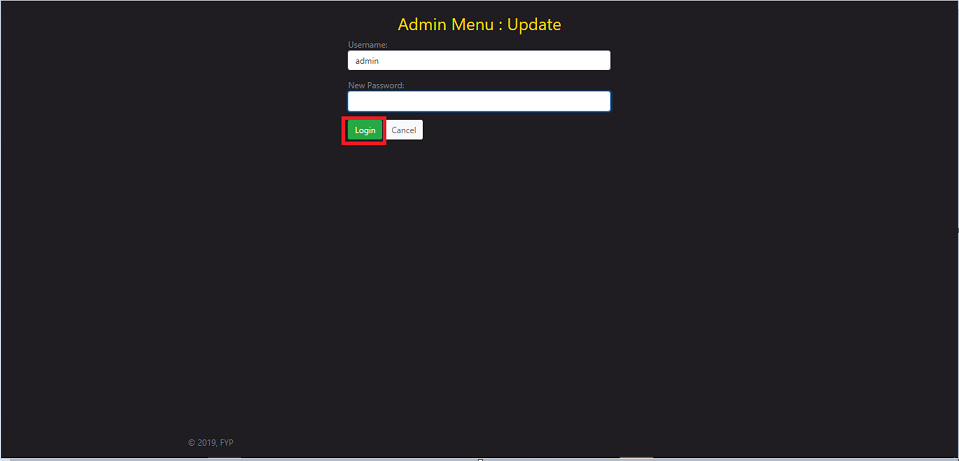 Admin Menu : Update
Username:
admin
New Password:
Login Cancel
© 2019, FYP